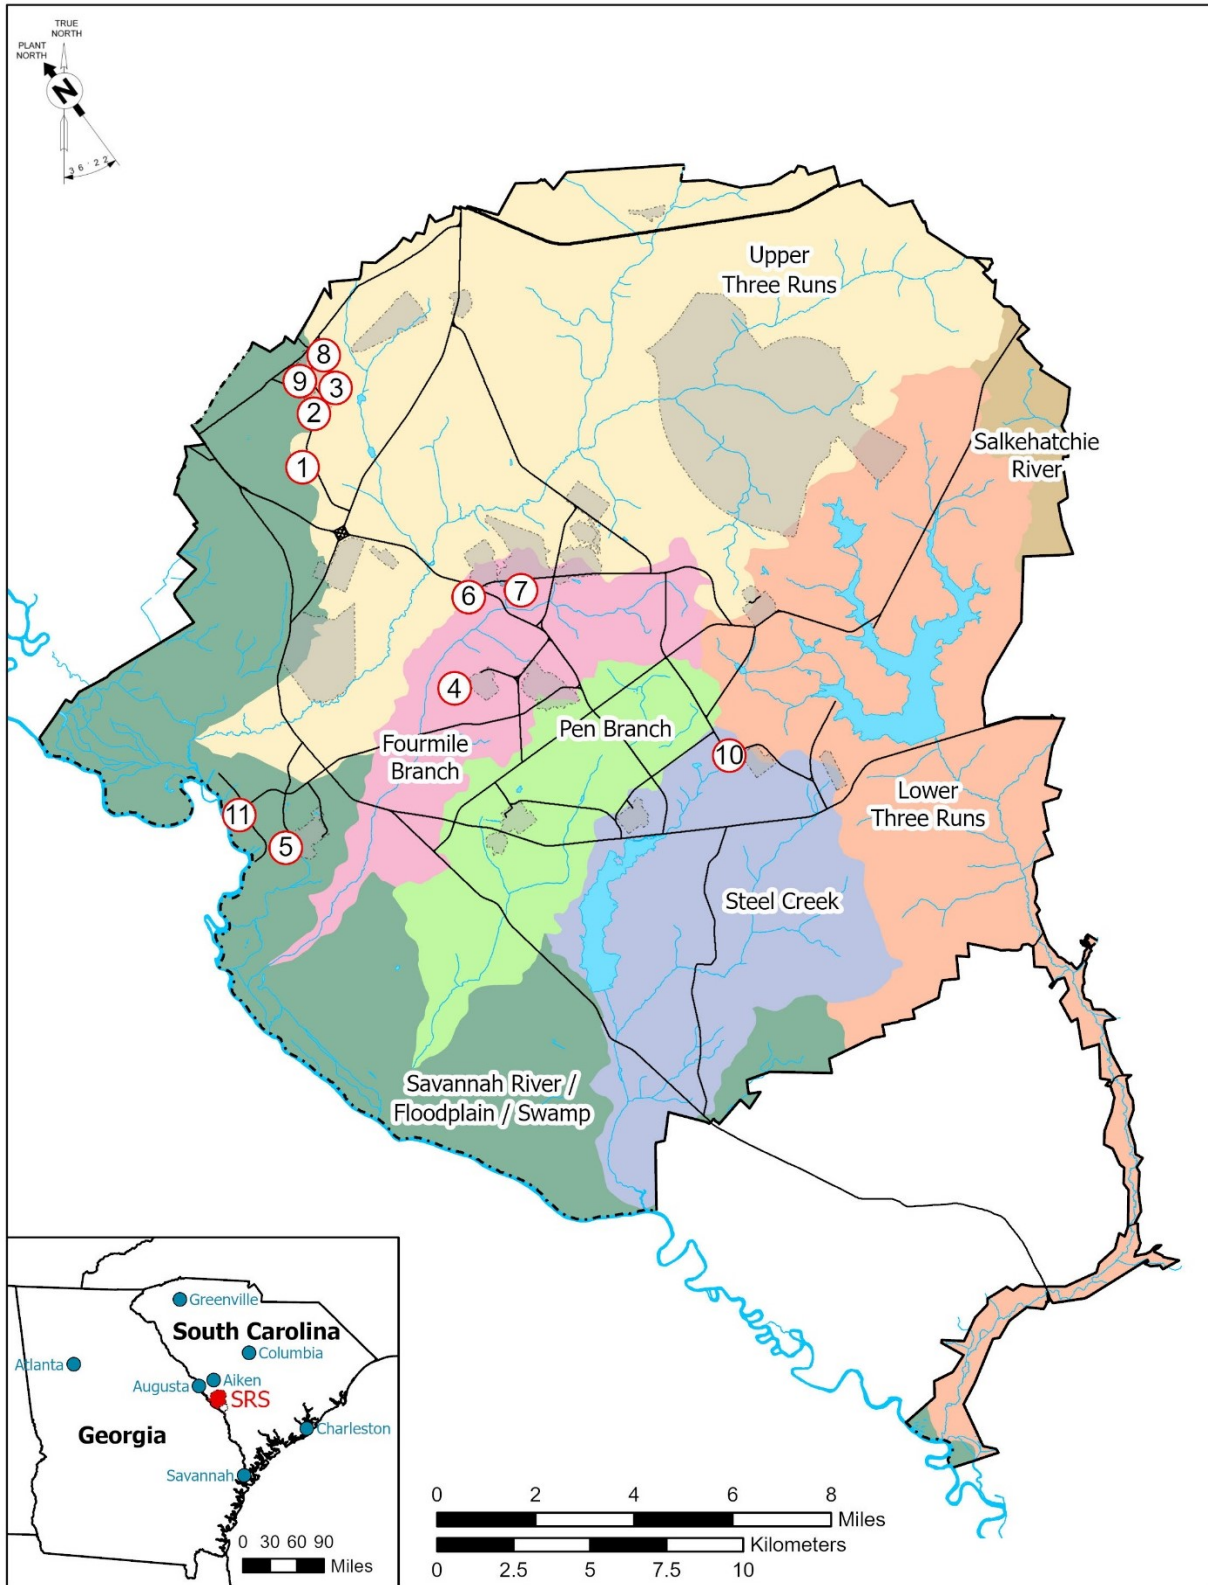 TRUE
NORTH
PLANT
NORTH
N
36°22'
Upper
Three Runs
8
9
3
2
Salkehatchie
River
1
6
7
4
Pen Branch
Fourmile
Branch
10
Lower
Three Runs
11
5
Steel Creek
Savannah River /
Floodplain / Swamp
Greenville
South Carolina
Columbia
Atlanta
Aiken
Augusta
SRS
Georgia
Charleston
Savannah
0 30 60 90
Miles
0 2 4 6 8
Miles
Kilometers
0 2.5 5 7.5 10